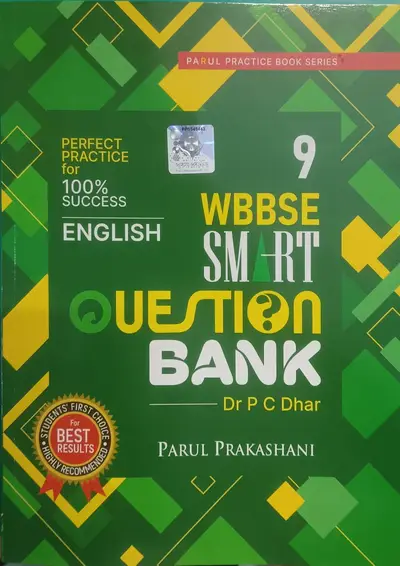 PARUL PRACTICE BOOK SERIES
PERFECT
PRACTICE
for
100%
SUCCESS
ENGLISH
9
WBBSE
SMART
QUESTION
BANK
Dr P C Dhar
PARUL PRAKASHANI
STUDENTS' FIRST CHOICE
For
BEST
RESULTS
HIGHLY RECOMMENDED